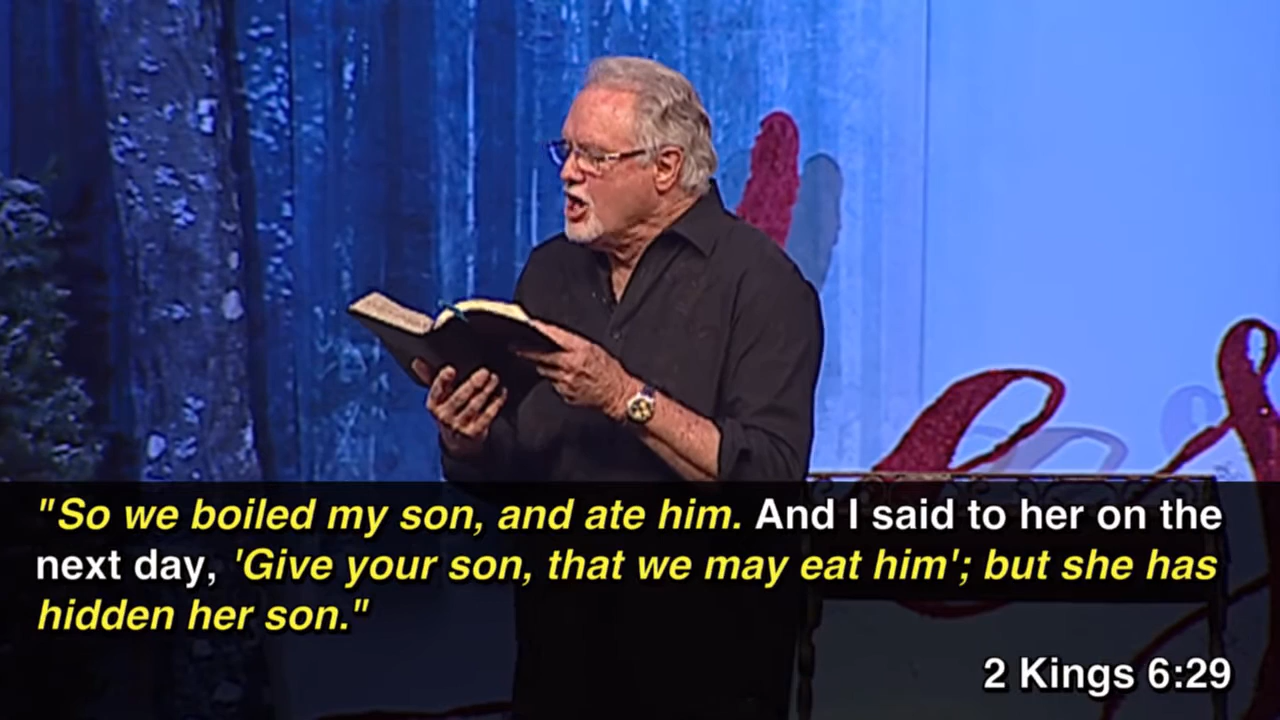 "So we boiled my son, and ate him. And I said to her on the
next day, 'Give your son, that we may eat him'; but she has
hidden her son."
2 Kings 6:29